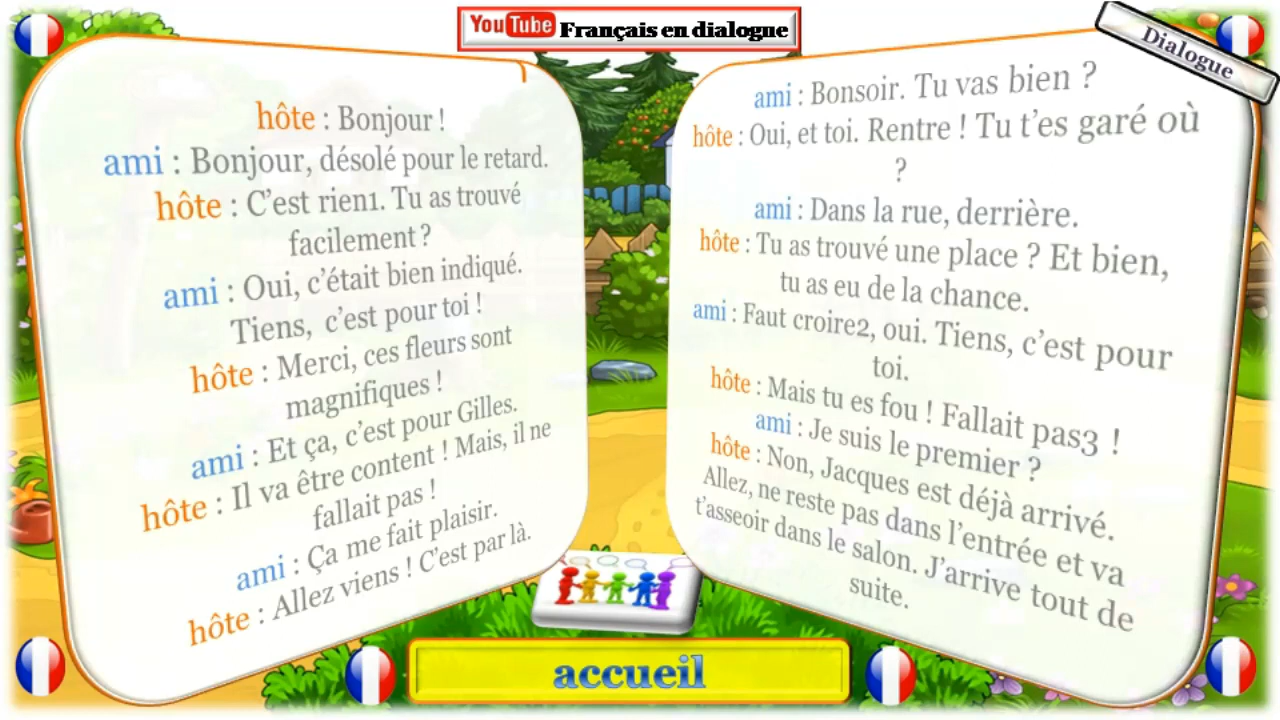 YouTube Français en dialogue
Dialogue
hôte : Bonjour !
ami : Bonjour, désolé pour le retard.
hôte : C'est rien1. Tu as trouvé
facilement ?
ami : Oui, c'était bien indiqué.
Tiens, c'est pour toi !
hôte : Merci, ces fleurs sont
magnifiques !
ami : Et ça, c'est pour Gilles.
hôte : Il va être content ! Mais, il ne
fallait pas !
ami : Ça me fait plaisir.
hôte : Allez viens ! C'est par là.
ami : Bonsoir. Tu vas bien ?
hôte : Oui, et toi. Rentre ! Tu t'es garé où
?
ami : Dans la rue, derrière.
hôte : Tu as trouvé une place ? Et bien,
tu as eu de la chance.
ami : Faut croire2, oui. Tiens, c'est pour
toi.
hôte : Mais tu es fou ! Fallait pas3 !
ami : Je suis le premier ?
hôte : Non, Jacques est déjà arrivé.
Allez, ne reste pas dans l'entrée et va
t'asseoir dans le salon. J'arrive tout de
suite.
accueil